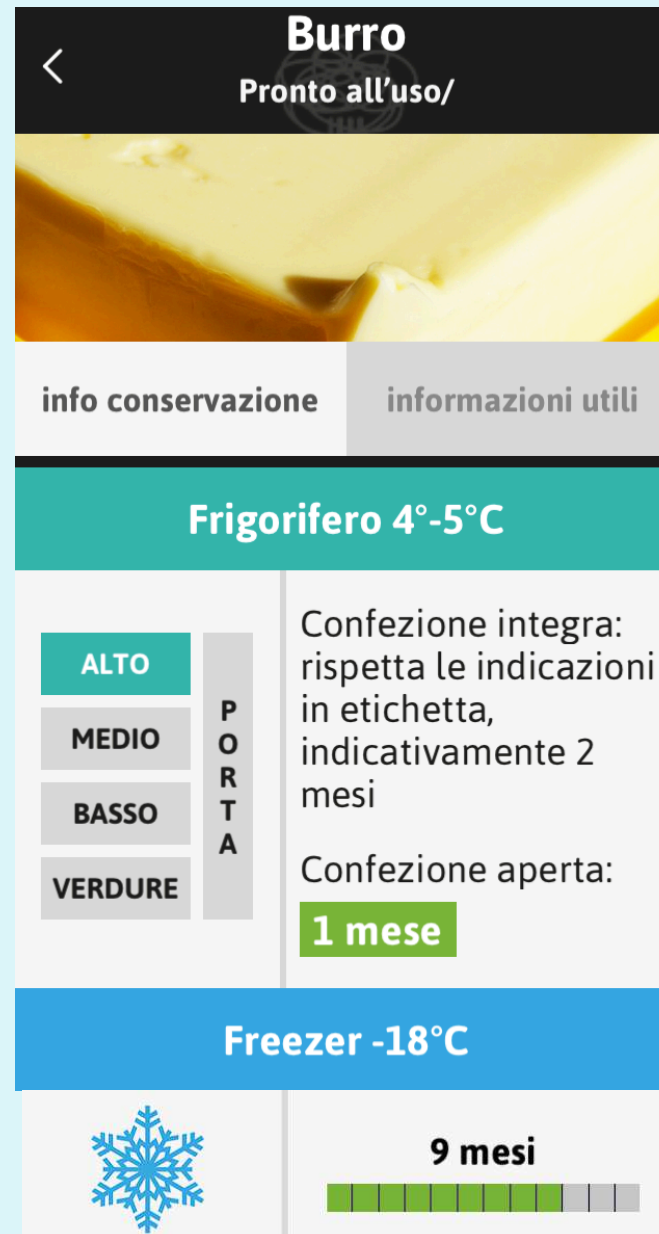 Burro
Pronto all'uso/
info conservazione
informazioni utili
Frigorifero 4°-5°C
ALTO
MEDIO
BASSO
VERDURE
PORTA
Confezione integra:
rispetta le indicazioni
in etichetta,
indicativamente 2
mesi
Confezione aperta:
1 mese
Freezer -18°C
9 mesi